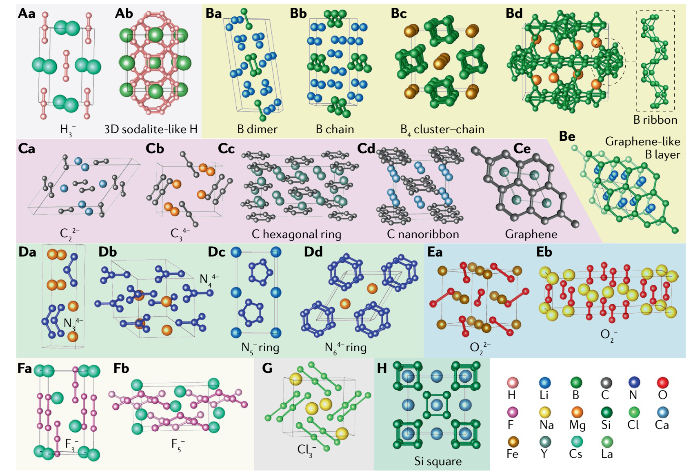 Aa
Ab
Ba
Bb
Bc
Bd
H₃⁻
3D sodalite-like H
B dimer
B chain
B₄ cluster–chain
B ribbon
Ca
Cb
Cc
Cd
Ce
Be
Graphene-like
B layer
C₂²⁻
C₃⁴⁻
C hexagonal ring
C nanoribbon
Graphene
Da
Db
Dc
Dd
Ea
Eb
N₃⁴⁻
N₄⁴⁻
N₅⁻ ring
N₆⁴⁻ ring
O₂²⁻
O₂⁻
Fa
Fb
G
H
F₃⁻
F₅⁻
Cl₃⁻
Si square
H Li B C N O
F Na Mg Si Cl Ca
Fe Y Cs La